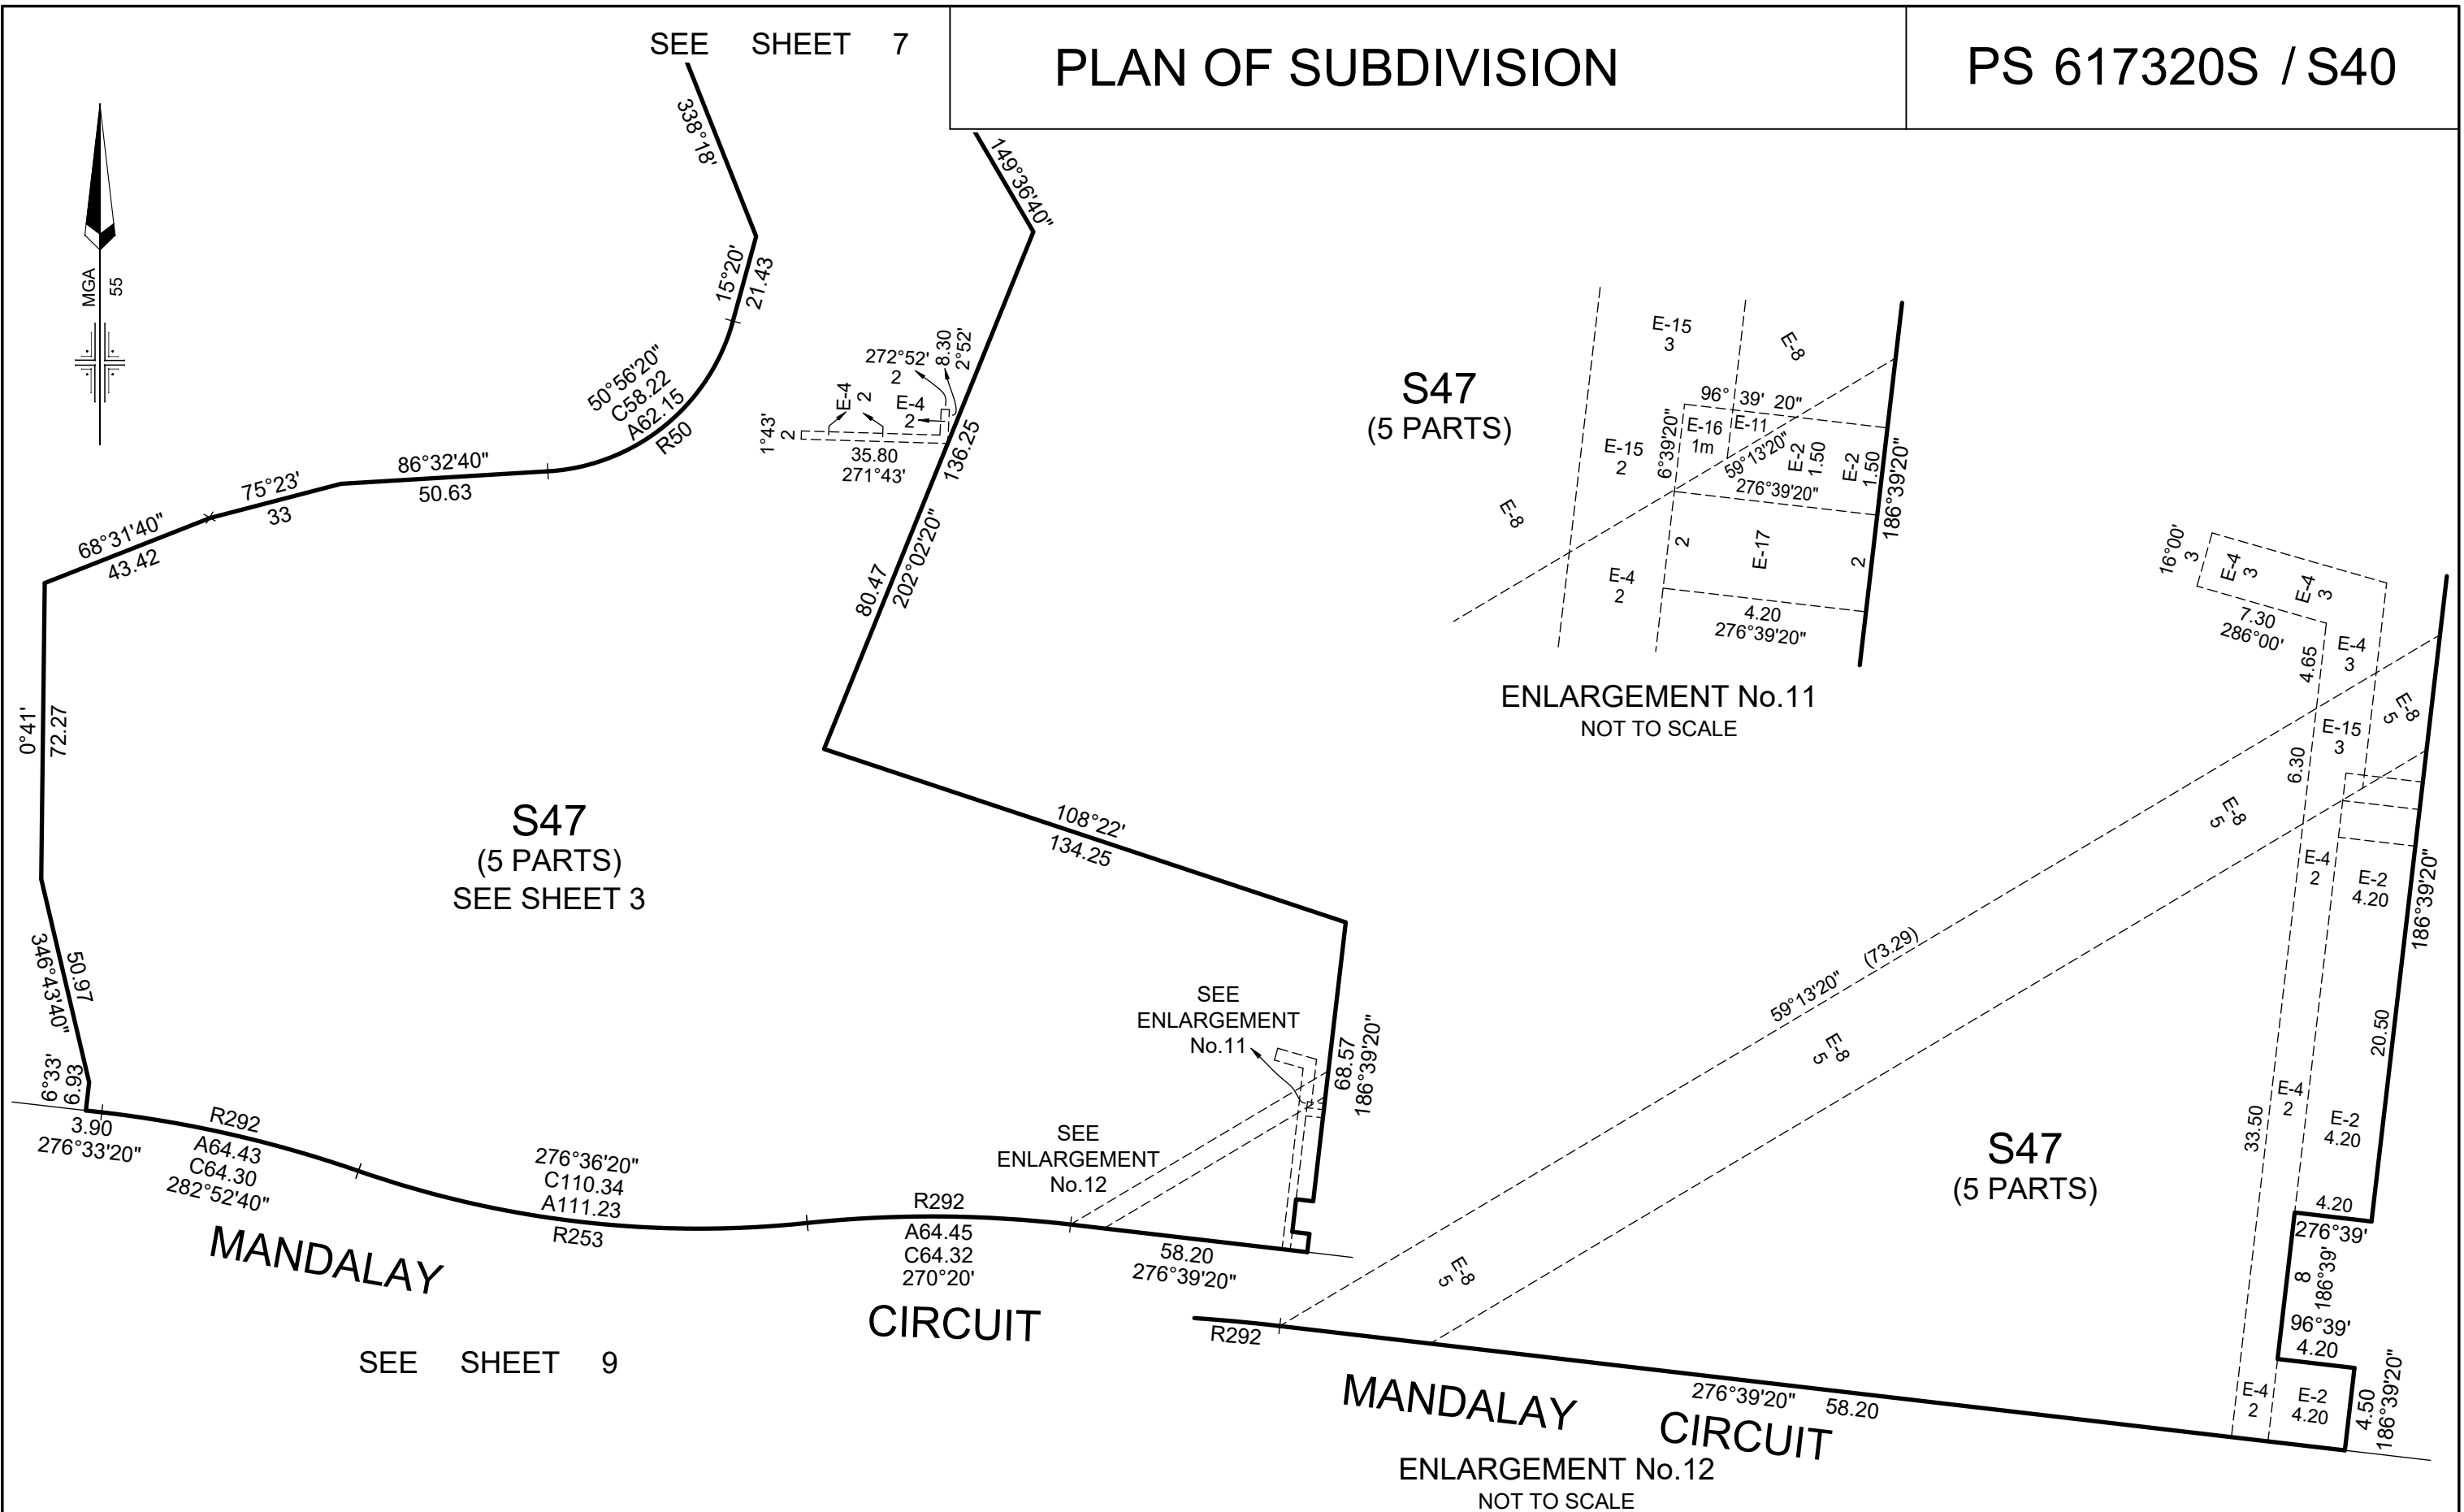 SEE SHEET 7
PLAN OF SUBDIVISION
PS 617320S / S40
MGA
55
338°18'
149°36'40"
15°20'
21.43
50°56'20"
C58.22
A62.15
R50
272°52'
2
8.30
2°52'
E-4
2
E-4
2
1°43'
2
35.80
271°43'
136.25
86°32'40"
50.63
75°23'
33
68°31'40"
43.42
80.47
202°02'20"
0°41'
72.27
S47
(5 PARTS)
SEE SHEET 3
346°43'40"
50.97
6°33'
6.93
3.90
276°33'20"
R292
A64.43
C64.30
282°52'40"
276°36'20"
C110.34
A111.23
R253
R292
A64.45
C64.32
270°20'
108°22'
134.25
SEE
ENLARGEMENT
No.11
68.57
186°39'20"
SEE
ENLARGEMENT
No.12
58.20
276°39'20"
MANDALAY
CIRCUIT
SEE SHEET 9
S47
(5 PARTS)
E-15
3
E-8
96° 39' 20"
E-16
1m
E-11
6°39'20"
59°13'20"
E-2
1.50
E-2
1.50
186°39'20"
E-15
2
276°39'20"
E-8
2
E-17
2
E-4
2
4.20
276°39'20"
ENLARGEMENT No.11
NOT TO SCALE
16°00'
3
E-4
3
E-4
3
7.30
286°00'
4.65
E-4
3
E-8
5
E-15
3
6.30
E-8
5
E-4
2
E-2
4.20
186°39'20"
(73.29)
59°13'20"
E-8
5
20.50
E-4
2
33.50
E-2
4.20
S47
(5 PARTS)
4.20
276°39'
8
186°39'
96°39'
4.20
E-8
5
R292
E-4
2
E-2
4.20
4.50
186°39'20"
276°39'20" 58.20
MANDALAY
CIRCUIT
ENLARGEMENT No.12
NOT TO SCALE